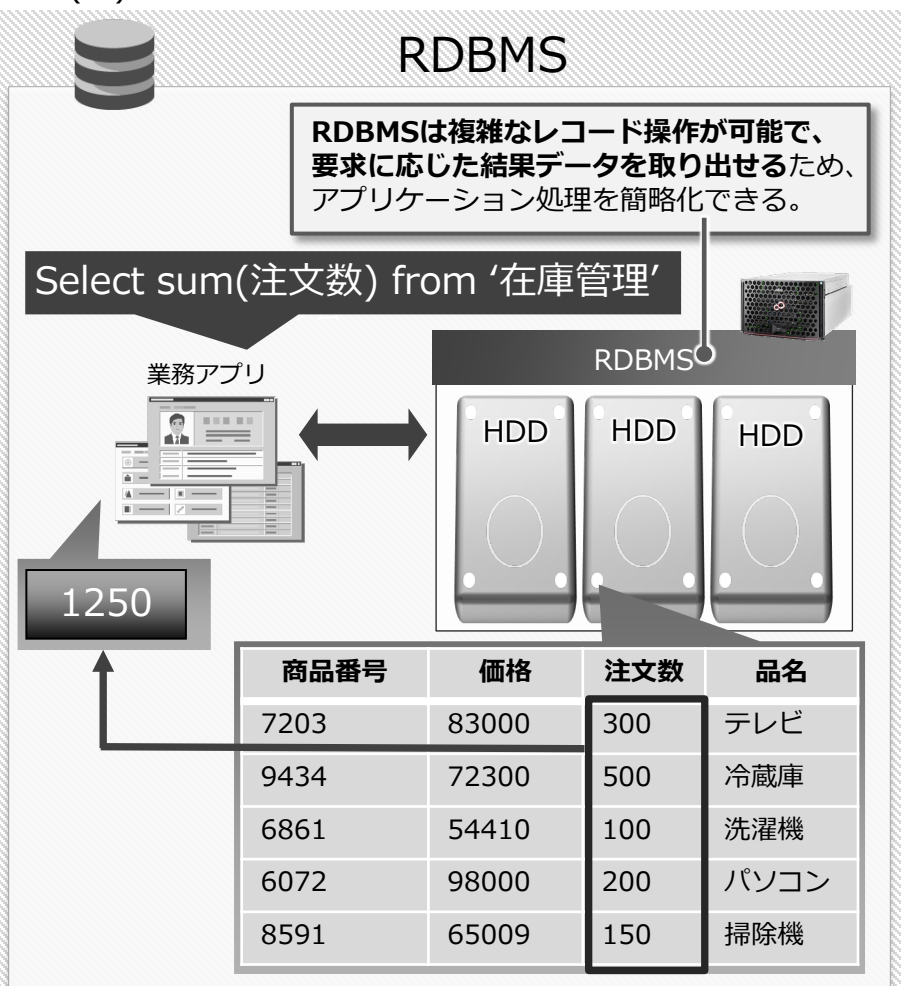 RDBMS
RDBMSは複雑なレコード操作が可能で、
要求に応じた結果データを取り出せるため、
アプリケーション処理を簡略化できる。
Select sum(注文数) from ‘在庫管理’
業務アプリ
RDBMS
HDD HDD HDD
1250
商品番号 価格 注文数 品名
7203 83000 300 テレビ
9434 72300 500 冷蔵庫
6861 54410 100 洗濯機
6072 98000 200 パソコン
8591 65009 150 掃除機